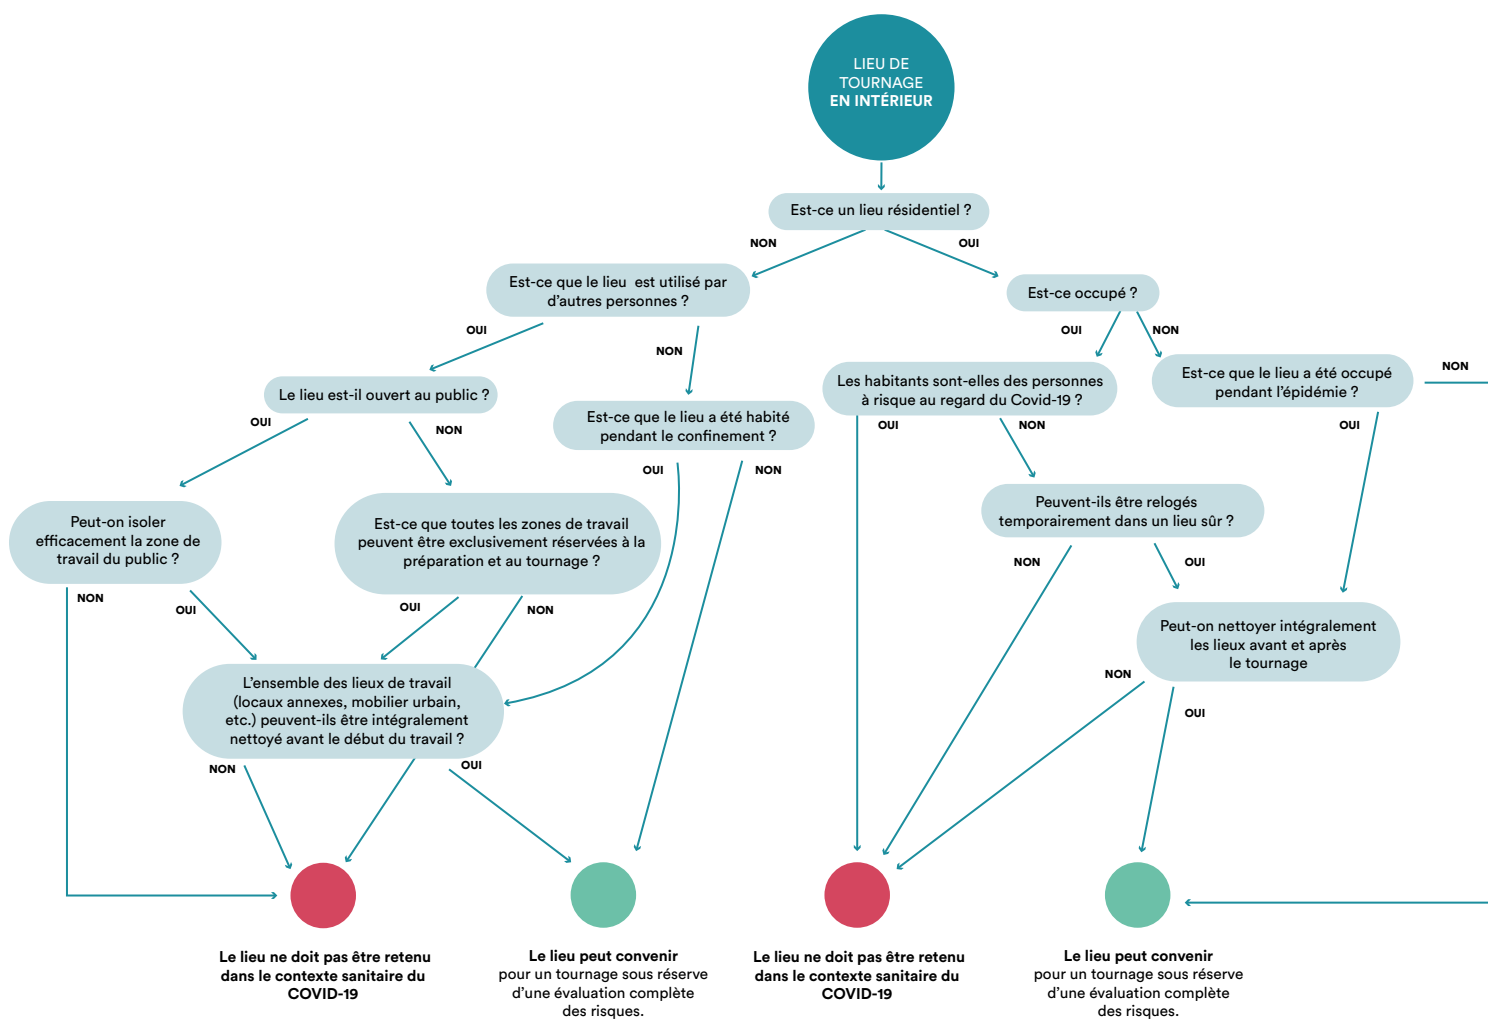 LIEU DE
TOURNAGE
EN INTÉRIEUR
Est-ce un lieu résidentiel ?
NON
OUI
Est-ce que le lieu est utilisé par
d'autres personnes ?
Est-ce occupé ?
OUI
NON
OUI
NON
Le lieu est-il ouvert au public ?
Est-ce que le lieu a été habité
pendant le confinement ?
Les habitants sont-elles des personnes
à risque au regard du Covid-19 ?
Est-ce que le lieu a été occupé
pendant l'épidémie ?
NON
OUI
NON
OUI
NON
OUI
NON
OUI
Peut-on isoler
efficacement la zone de
travail du public ?
Est-ce que toutes les zones de travail
peuvent être exclusivement réservées à la
préparation et au tournage ?
Peuvent-ils être relogés
temporairement dans un lieu sûr ?
NON
OUI
OUI
NON
NON
OUI
L'ensemble des lieux de travail
(locaux annexes, mobilier urbain,
etc.) peuvent-ils être intégralement
nettoyé avant le début du travail ?
Peut-on nettoyer intégralement
les lieux avant et après
le tournage
NON
OUI
NON
OUI
Le lieu ne doit pas être retenu
dans le contexte sanitaire du
COVID-19
Le lieu peut convenir
pour un tournage sous réserve
d'une évaluation complète
des risques.
Le lieu ne doit pas être retenu
dans le contexte sanitaire du
COVID-19
Le lieu peut convenir
pour un tournage sous réserve
d'une évaluation complète
des risques.